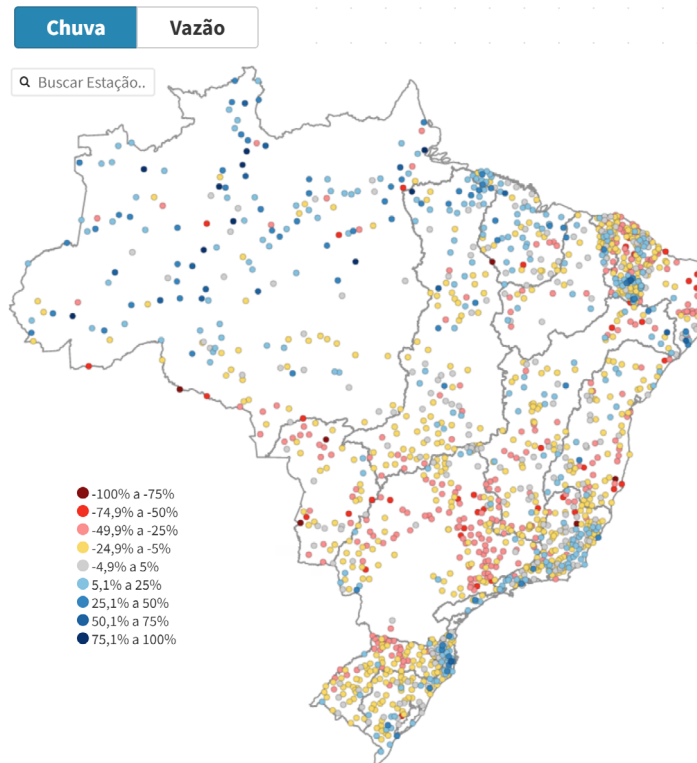 Chuva
Vazão
Buscar Estação..
-100% a -75%
-74,9% a -50%
-49,9% a -25%
-24,9% a -5%
-4,9% a 5%
5,1% a 25%
25,1% a 50%
50,1% a 75%
75,1% a 100%